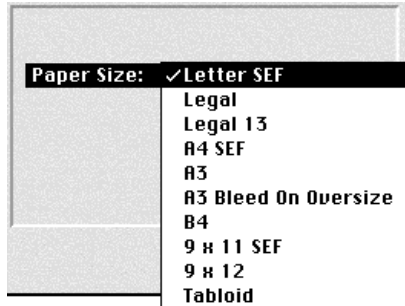 Paper Size: ✓Letter SEF
Legal
Legal 13
A4 SEF
A3
A3 Bleed On Oversize
B4
9 x 11 SEF
9 x 12
Tabloid